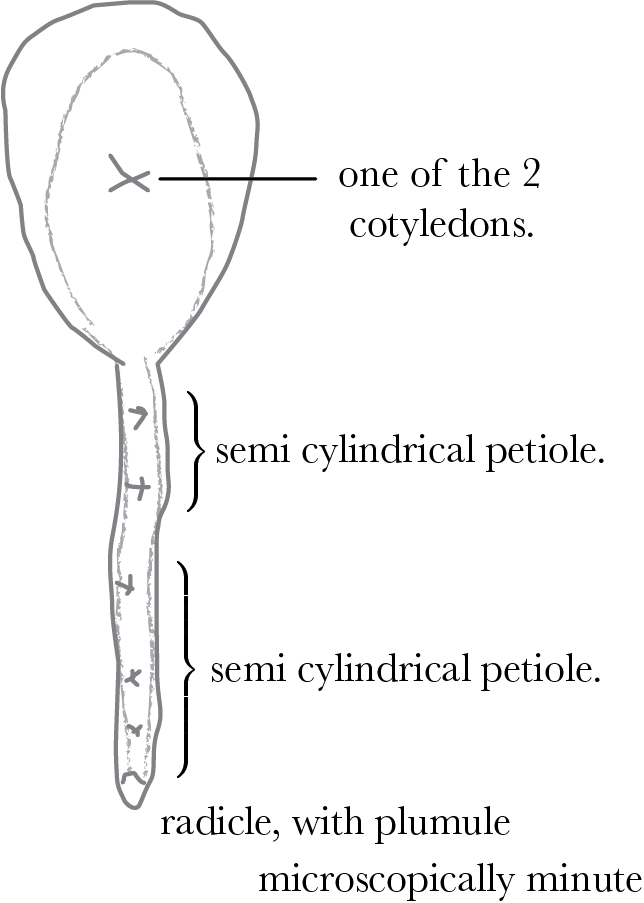 one of the 2
cotyledons.
semi cylindrical petiole.
semi cylindrical petiole.
radicle, with plumule
microscopically minute